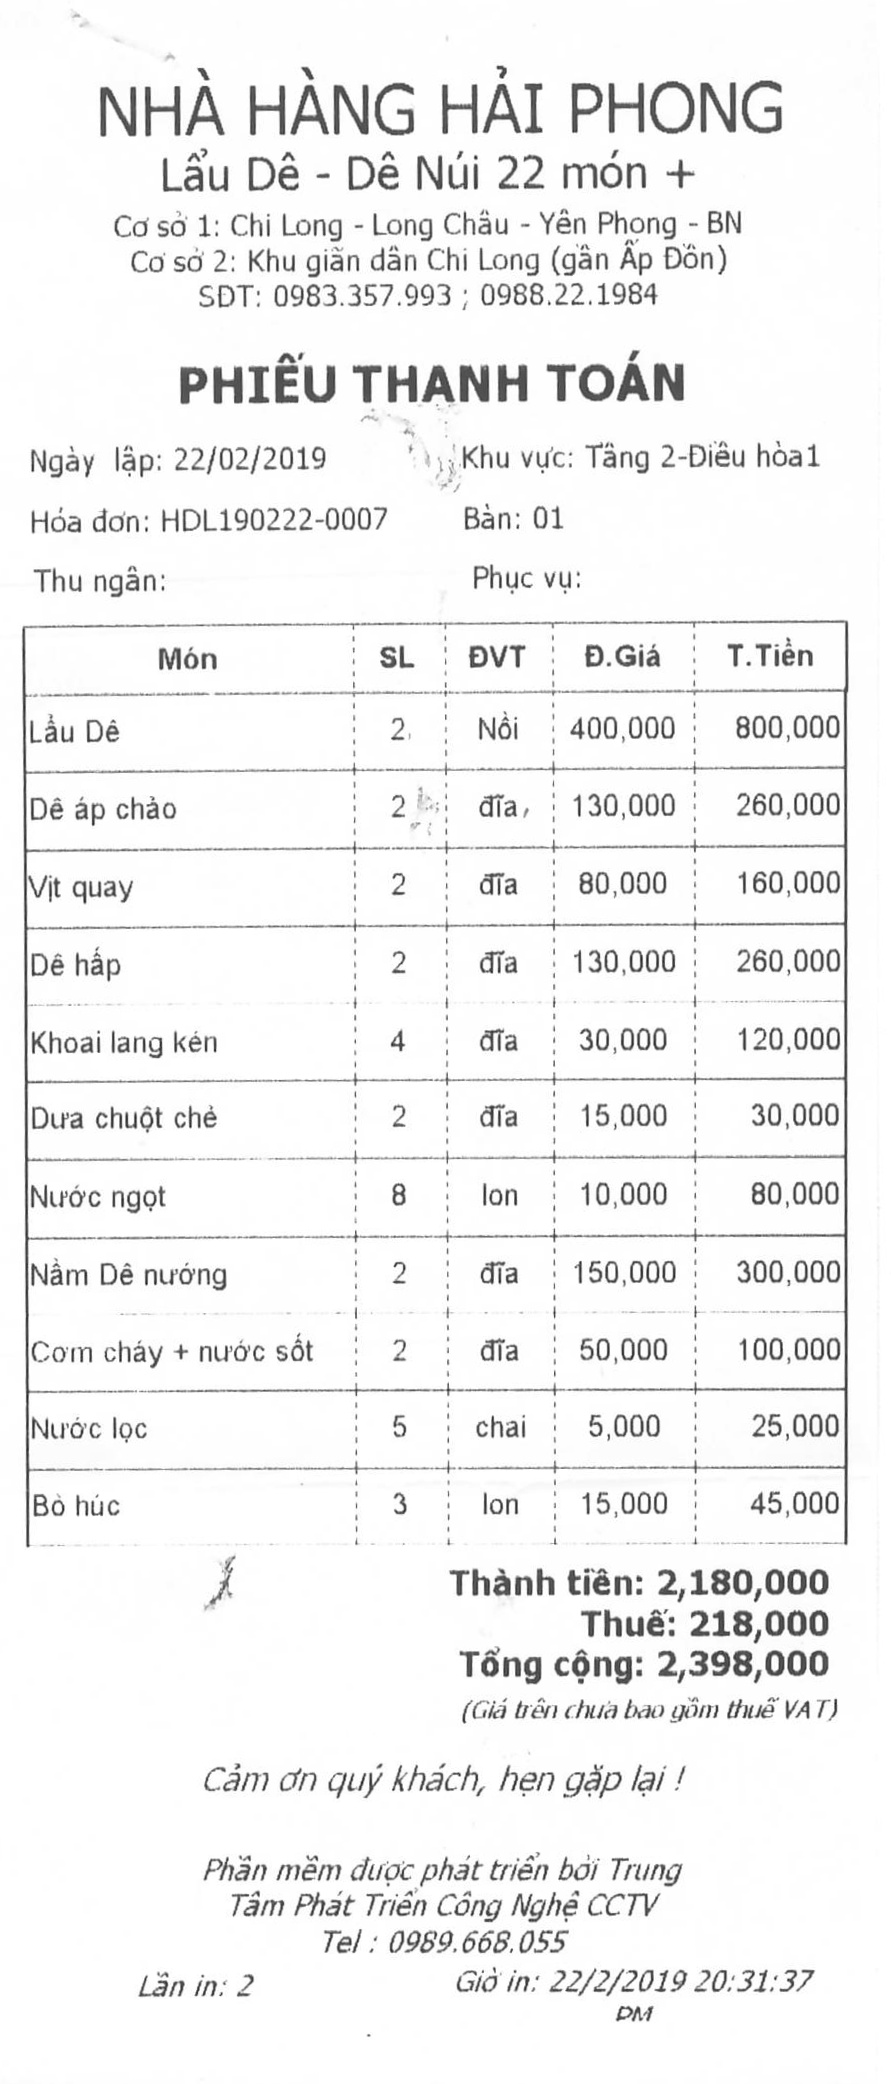 NHÀ HÀNG HẢI PHONG
Lẩu Dê - Dê Núi 22 món +
Cơ sở 1: Chi Long - Long Châu - Yên Phong - BN
Cơ sở 2: Khu giãn dân Chi Long (gần Ấp Đồn)
SĐT: 0983.357.993 ; 0988.22.1984
PHIẾU THANH TOÁN
Ngày lập: 22/02/2019 Khu vực: Tầng 2-Điều hòa1
Hóa đơn: HDL190222-0007 Bàn: 01
Thu ngân: Phục vụ:
Món SL ĐVT Đ.Giá T.Tiền
Lẩu Dê 2 Nồi 400,000 800,000
Dê áp chảo 2 đĩa 130,000 260,000
Vịt quay 2 đĩa 80,000 160,000
Dê hấp 2 đĩa 130,000 260,000
Khoai lang kén 4 đĩa 30,000 120,000
Dưa chuột chẻ 2 đĩa 15,000 30,000
Nước ngọt 8 lon 10,000 80,000
Nầm Dê nướng 2 đĩa 150,000 300,000
Cơm cháy + nước sốt 2 đĩa 50,000 100,000
Nước lọc 5 chai 5,000 25,000
Bò húc 3 lon 15,000 45,000
Thành tiền: 2,180,000
Thuế: 218,000
Tổng cộng: 2,398,000
(Giá trên chưa bao gồm thuế VAT)
Cảm ơn quý khách, hẹn gặp lại !
Phần mềm được phát triển bởi Trung
Tâm Phát Triển Công Nghệ CCTV
Tel : 0989.668.055
Lần in: 2 Giờ in: 22/2/2019 20:31:37
PM